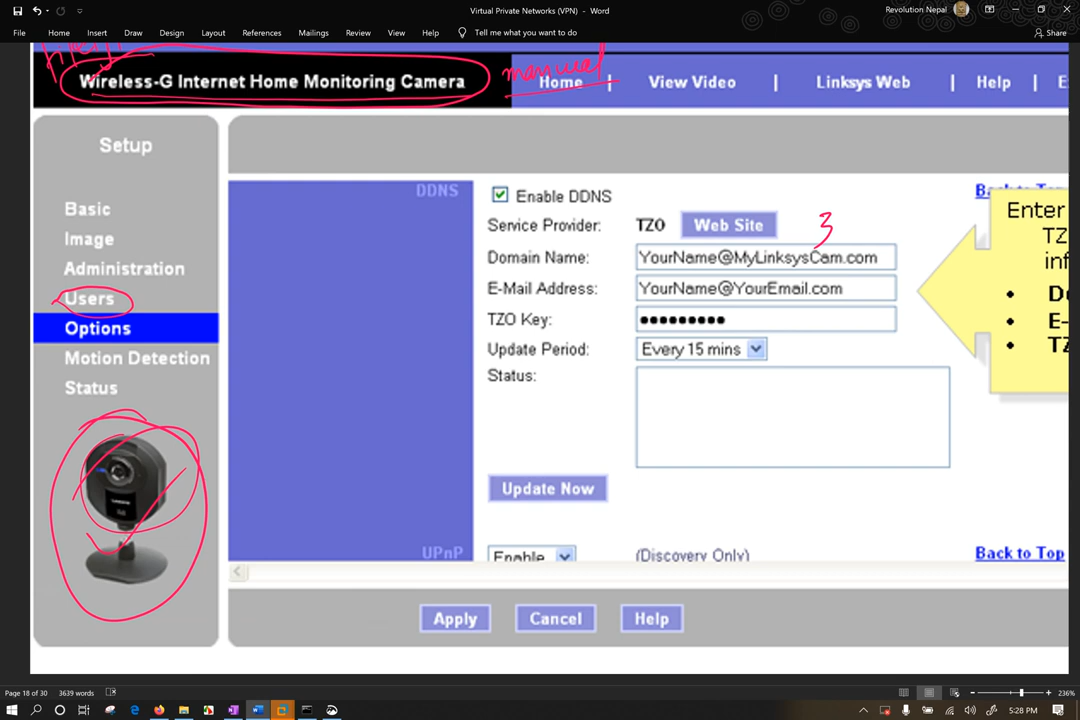 Virtual Private Networks (VPN) - Word
Revolution Nepal
File Home Insert Draw Design Layout References Mailings Review View Help Tell me what you want to do Share
Wireless-G Internet Home Monitoring Camera
manual
Home | View Video | Linksys Web | Help |
Setup
Basic
Image
Administration
Users
Options
Motion Detection
Status
DDNS
Enable DDNS
Back to Top
Service Provider: TZO Web Site
3
Domain Name: YourName@MyLinksysCam.com
E-Mail Address: YourName@YourEmail.com
TZO Key: •••••••••
Update Period: Every 15 mins
Status:
Update Now
Enter
TZ
inf
• D
• E-
• TZ
UPnP
Enable (Discovery Only)
Back to Top
Apply Cancel Help
Page 18 of 30 3639 words
236%
5:28 PM